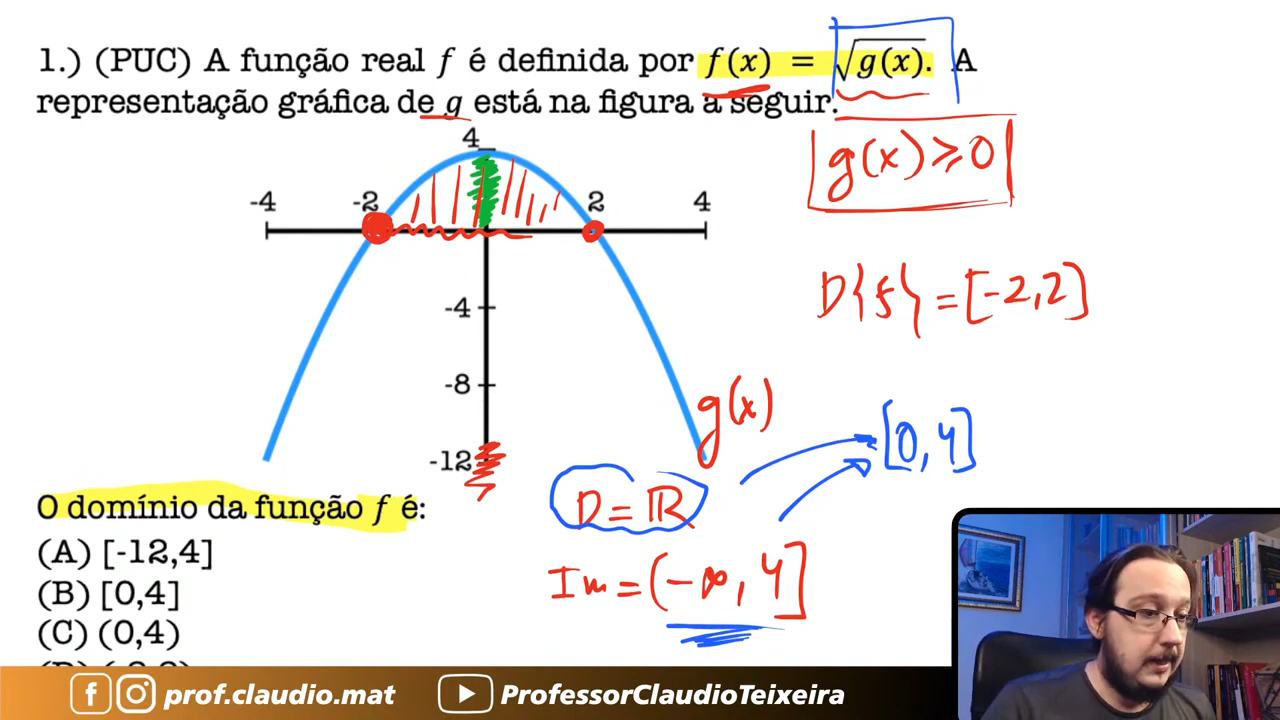 1.) (PUC) A função real f é definida por f(x) = √g(x). A
representação gráfica de g está na figura a seguir.
g(x) ⩾ 0
4
-4 -2 2 4
D{f} = [-2,2]
-4
-8
g(x)
-12
[0,4]
D = ℝ
Im = (-∞, 4]
O domínio da função f é:
(A) [-12,4]
(B) [0,4]
(C) (0,4)
prof.claudio.mat ProfessorClaudioTeixeira